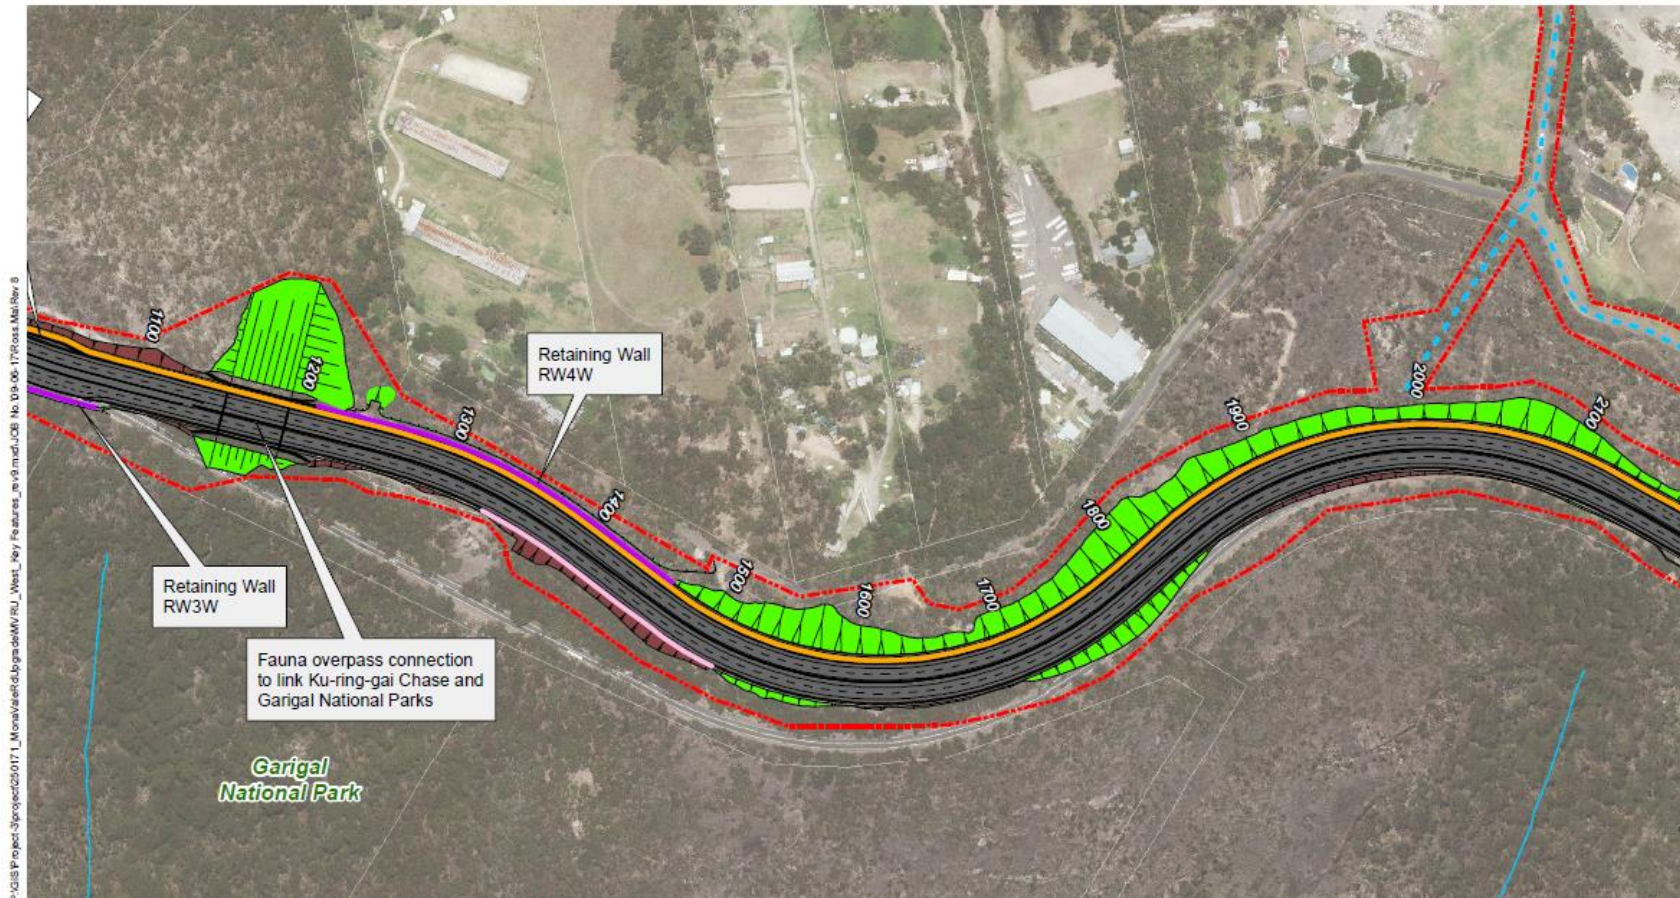 1100
1200
1300
Retaining Wall
RW4W
1400
1500
1600
1700
1800
1900
2000
2100
Retaining Wall
RW3W
Fauna overpass connection
to link Ku-ring-gai Chase and
Garigal National Parks
Garigal
National Park